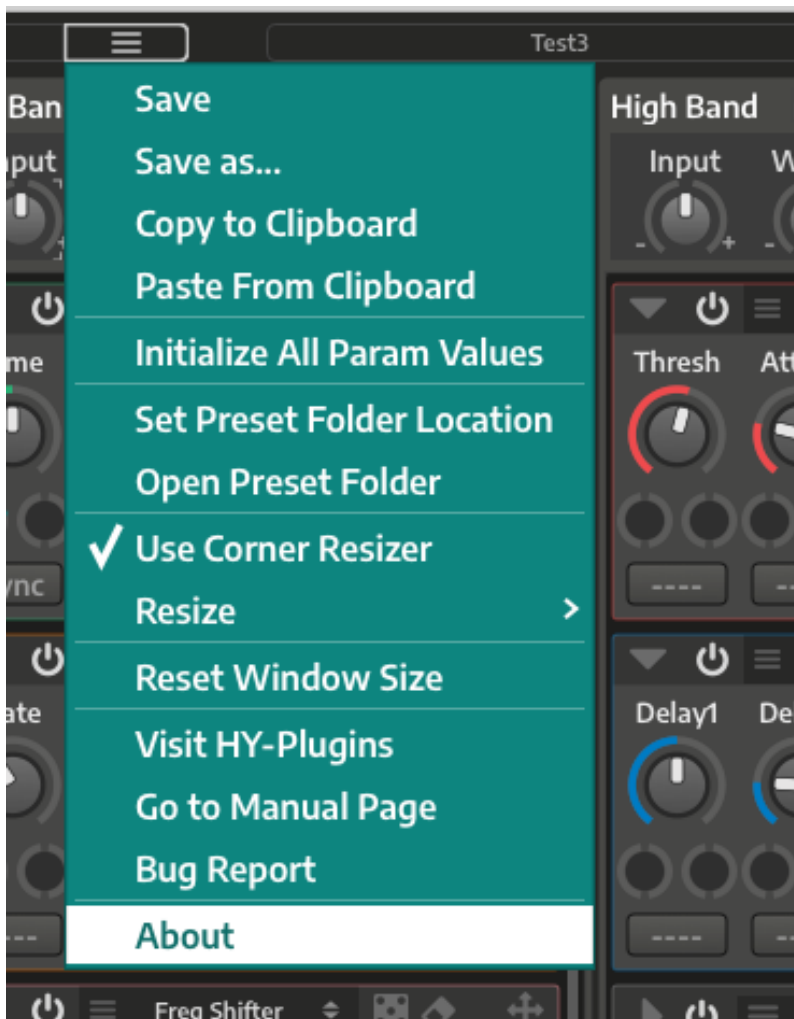 Test3
Save
Save as...
Copy to Clipboard
Paste From Clipboard
Initialize All Param Values
Set Preset Folder Location
Open Preset Folder
Use Corner Resizer
Resize
Reset Window Size
Visit HY-Plugins
Go to Manual Page
Bug Report
About
High Band
Input
- + -
Thresh
----
Delay1
----
Freq Shifter